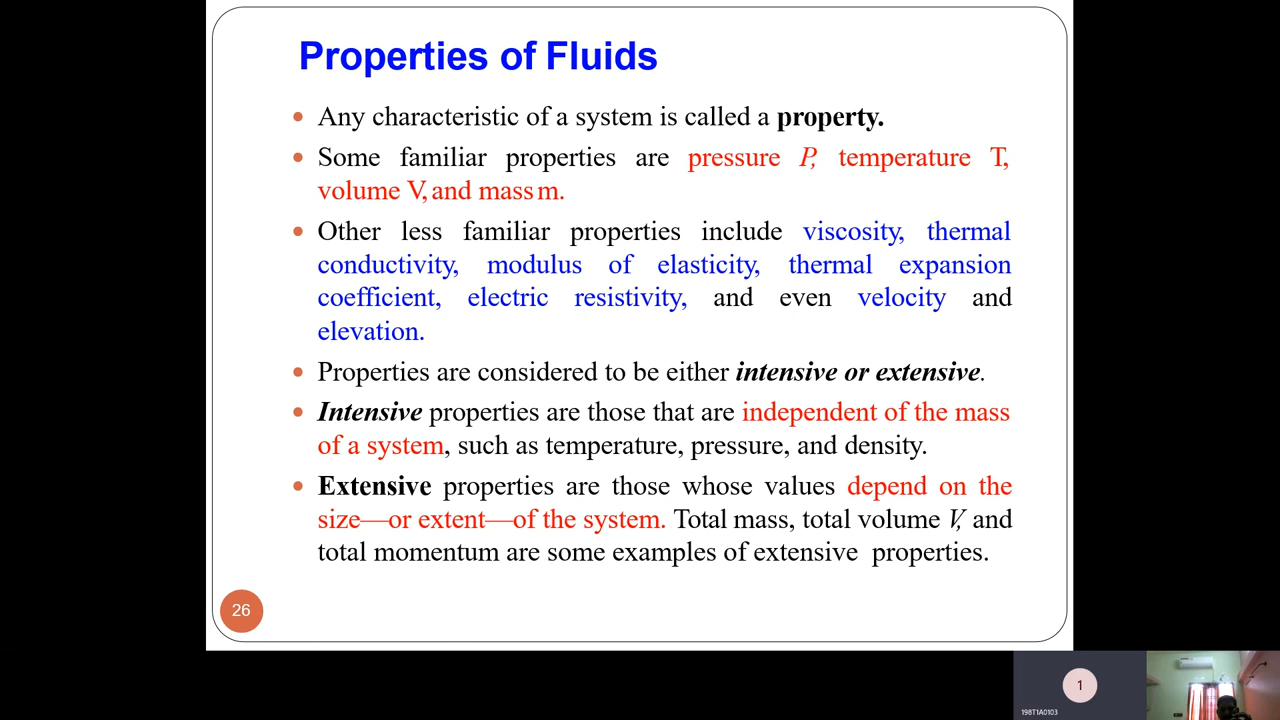 Properties of Fluids
• Any characteristic of a system is called a property.
• Some familiar properties are pressure P, temperature T,
volume V, and mass m.
• Other less familiar properties include viscosity, thermal
conductivity, modulus of elasticity, thermal expansion
coefficient, electric resistivity, and even velocity and
elevation.
• Properties are considered to be either intensive or extensive.
• Intensive properties are those that are independent of the mass
of a system, such as temperature, pressure, and density.
• Extensive properties are those whose values depend on the
size—or extent—of the system. Total mass, total volume V, and
total momentum are some examples of extensive properties.
26
1
198T1A0103